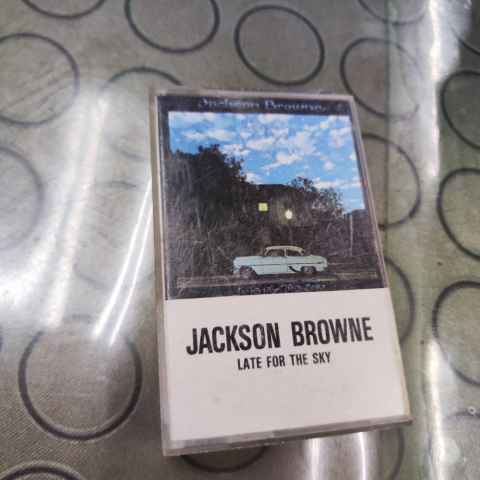 Jackson Browne
JACKSON BROWNE
LATE FOR THE SKY